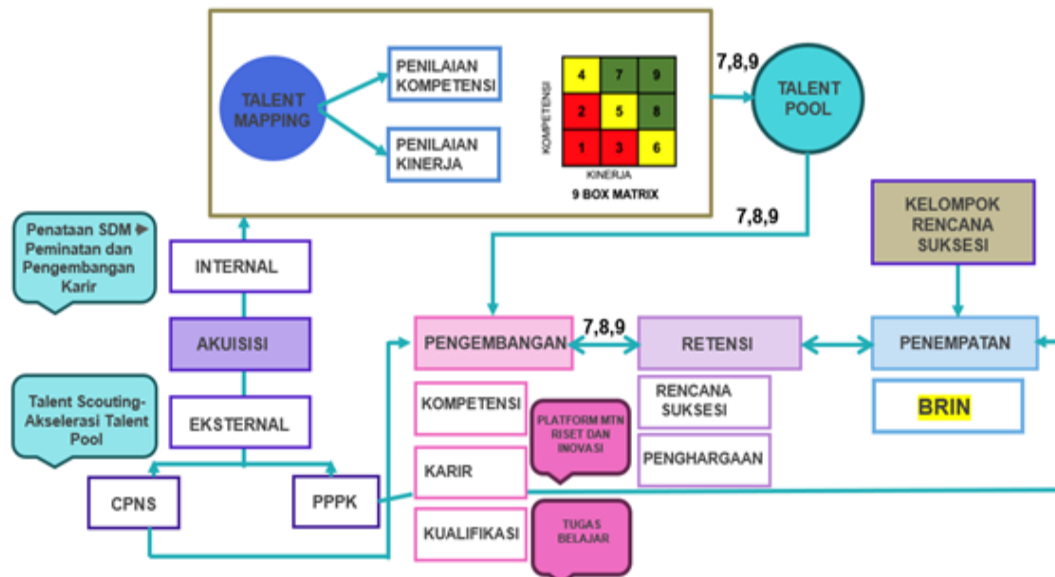 TALENT
MAPPING
PENILAIAN
KOMPETENSI
PENILAIAN
KINERJA
KOMPETENSI
4 7 9
2 5 8
1 3 6
KINERJA
9 BOX MATRIX
7,8,9
TALENT
POOL
7,8,9
KELOMPOK
RENCANA
SUKSESI
Penataan SDM
Peminatan dan
Pengembangan
Karir
INTERNAL
AKUISISI
Talent Scouting-
Akselerasi Talent
Pool
EKSTERNAL
CPNS
PPPK
PENGEMBANGAN
7,8,9
RETENSI
PENEMPATAN
KOMPETENSI
KARIR
KUALIFIKASI
PLATFORM MTN
RISET DAN
INOVASI
TUGAS
BELAJAR
RENCANA
SUKSESI
PENGHARGAAN
BRIN